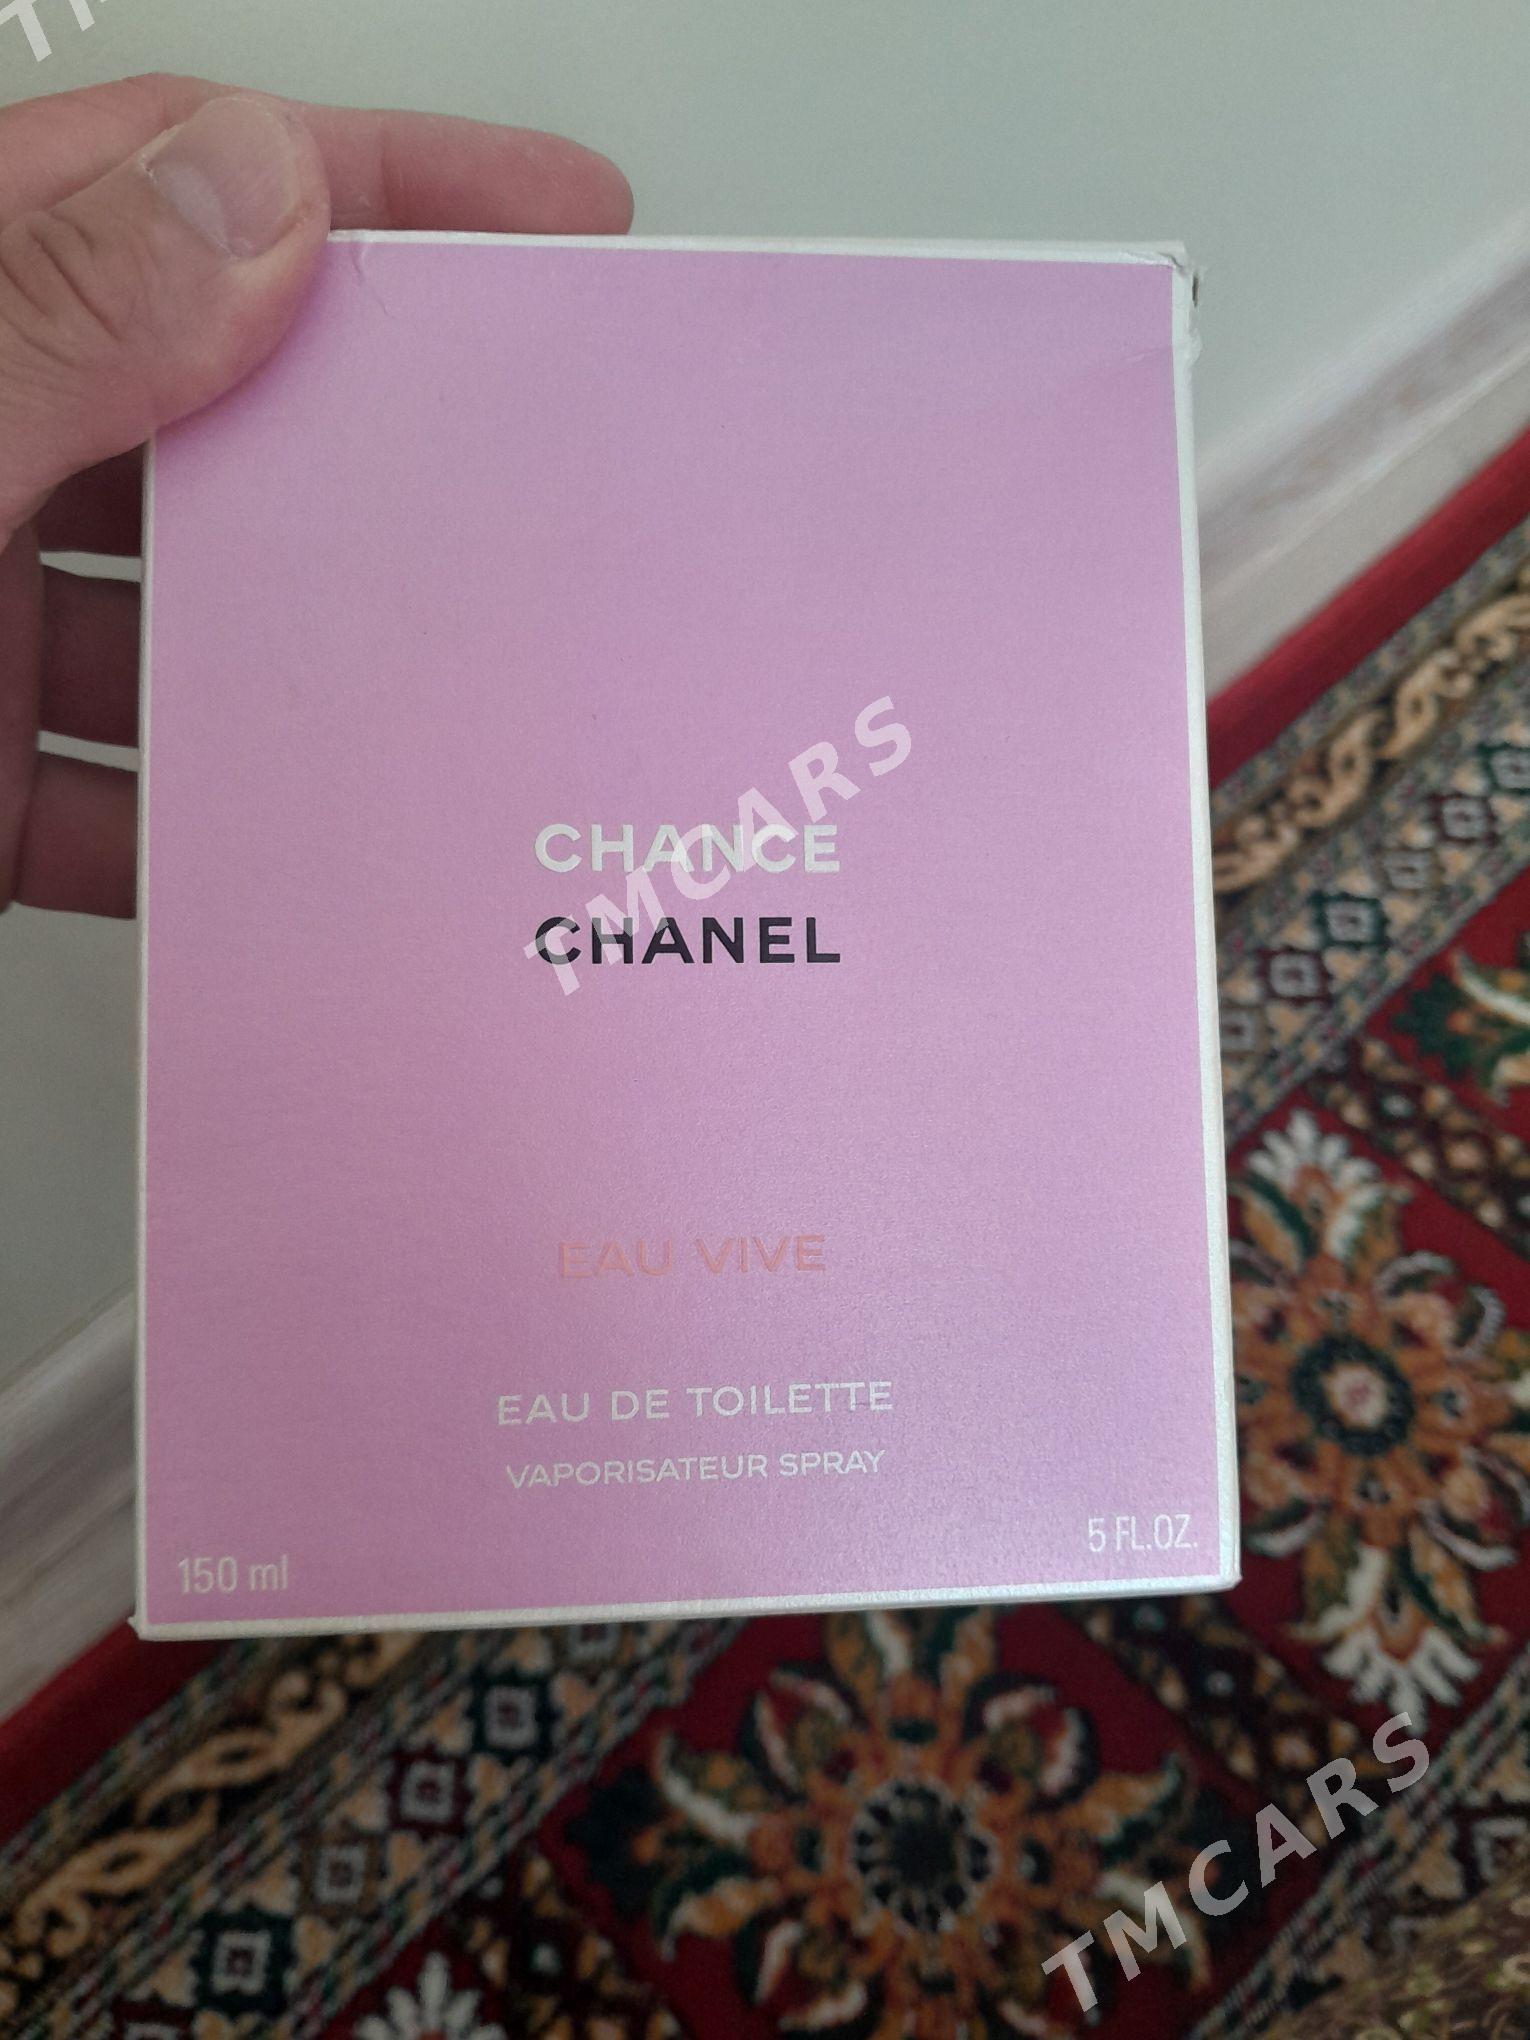 TMCARS
CHANCE
CHANEL
EAU VIVE
EAU DE TOILETTE
VAPORISATEUR SPRAY
150 ml
5 FL.OZ.
TMCARS